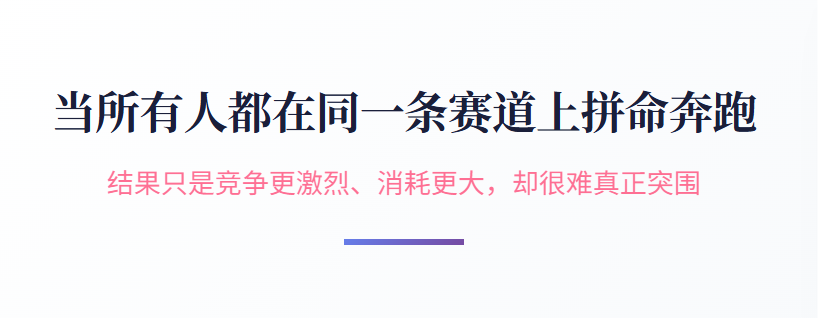 当所有人都在同一条赛道上拼命奔跑
结果只是竞争更激烈、消耗更大，却很难真正突围